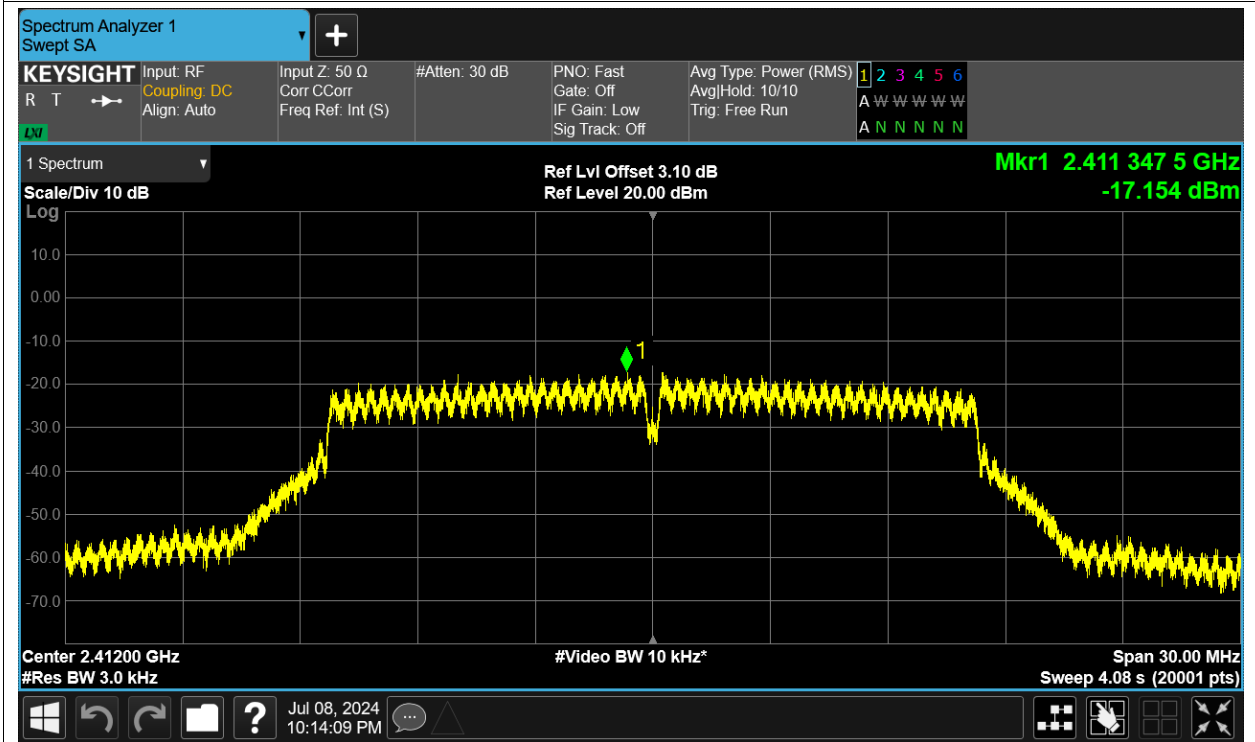 Spectrum Analyzer 1
Swept SA
+
KEYSIGHT
R T
LXI
Input: RF
Coupling: DC
Align: Auto
Input Z: 50 Ω
Corr CCorr
Freq Ref: Int (S)
#Atten: 30 dB
PNO: Fast
Gate: Off
IF Gain: Low
Sig Track: Off
Avg Type: Power (RMS)
Avg|Hold: 10/10
Trig: Free Run
1 2 3 4 5 6
A W W W W W
A N N N N N
1 Spectrum
Scale/Div 10 dB
Ref Lvl Offset 3.10 dB
Ref Level 20.00 dBm
Mkr1 2.411 347 5 GHz
-17.154 dBm
Log
10.0
0.00
-10.0
1
-20.0
-30.0
-40.0
-50.0
-60.0
-70.0
Center 2.41200 GHz
#Res BW 3.0 kHz
#Video BW 10 kHz*
Span 30.00 MHz
Sweep 4.08 s (20001 pts)
?
Jul 08, 2024
10:14:09 PM